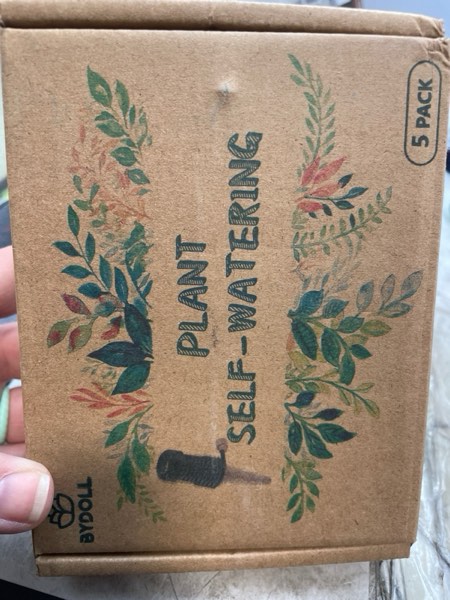 5 PACK
PLANT
SELF-WATERING
BYDOLL